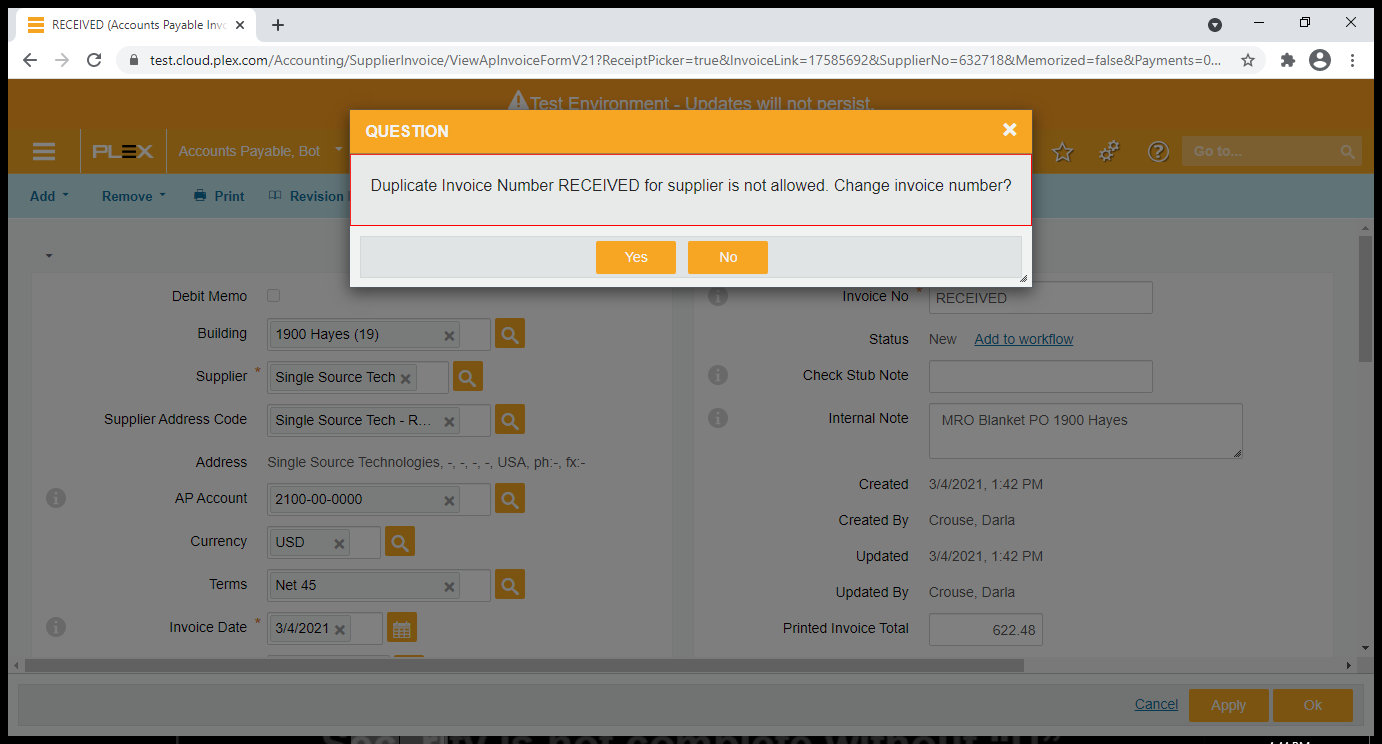 RECEIVED (Accounts Payable Inv
test.cloud.plex.com/Accounting/SupplierInvoice/ViewApInvoiceFormV21?ReceiptPicker=true&InvoiceLink=17585692&SupplierNo=632718&Memorized=false&Payments=0...
Test Environment - Updates will not persist.
QUESTION
PLEX Accounts Payable, Bot Go to...
Duplicate Invoice Number RECEIVED for supplier is not allowed. Change invoice number?
Add Remove Print Revision
Yes No
Debit Memo
Building 1900 Hayes (19)
Supplier * Single Source Tech
Supplier Address Code Single Source Tech - R...
Address Single Source Technologies, -, -, -, -, USA, ph:-, fx:-
AP Account 2100-00-0000
Currency USD
Terms Net 45
Invoice Date * 3/4/2021
Invoice No * RECEIVED
Status New Add to workflow
Check Stub Note
Internal Note MRO Blanket PO 1900 Hayes
Created 3/4/2021, 1:42 PM
Created By Crouse, Darla
Updated 3/4/2021, 1:42 PM
Updated By Crouse, Darla
Printed Invoice Total 622.48
Cancel Apply Ok